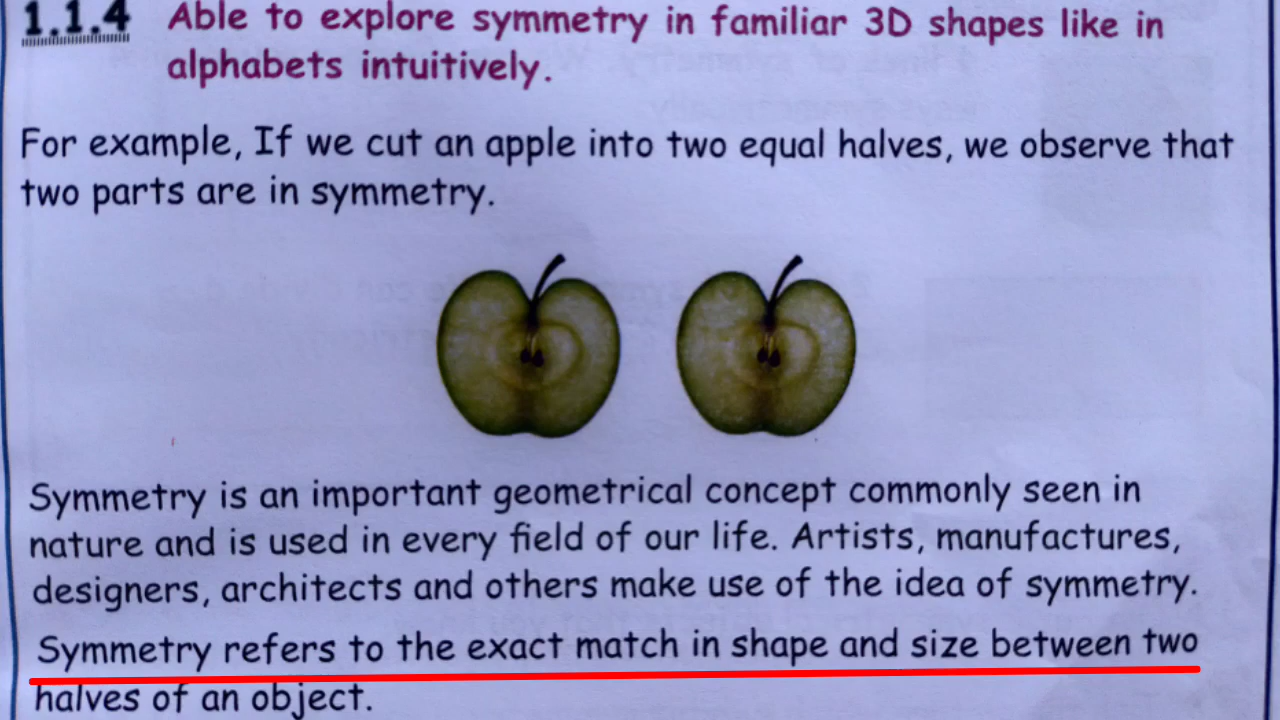 1.1.4 Able to explore symmetry in familiar 3D shapes like in
alphabets intuitively.
For example, If we cut an apple into two equal halves, we observe that
two parts are in symmetry.
Symmetry is an important geometrical concept commonly seen in
nature and is used in every field of our life. Artists, manufactures,
designers, architects and others make use of the idea of symmetry.
Symmetry refers to the exact match in shape and size between two
halves of an object.